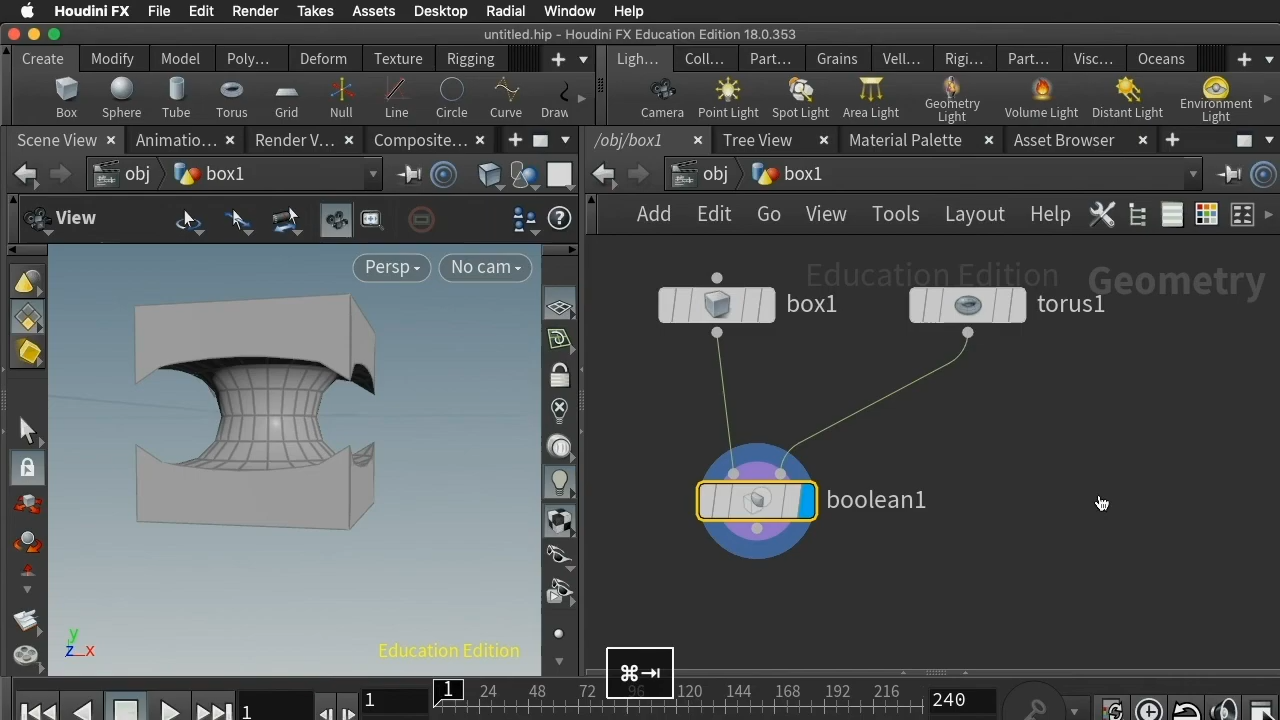 Houdini FX File Edit Render Takes Assets Desktop Radial Window Help
untitled.hip - Houdini FX Education Edition 18.0.353
Create Modify Model Poly... Deform Texture Rigging
Ligh... Coll... Part... Grains Vell... Rigi... Part... Visc... Oceans
Box Sphere Tube Torus Grid Null Line Circle Curve Draw
Camera Point Light Spot Light Area Light Geometry Light Volume Light Distant Light Environment Light
Scene View Animatio... Render V... Composite...
/obj/box1 Tree View Material Palette Asset Browser
obj box1
obj box1
View
Add Edit Go View Tools Layout Help
Persp No cam
Education Edition
Geometry
box1
torus1
boolean1
y
z x
Education Edition
⌘⇥
1 1 1 24 48 72 96 120 144 168 192 216 240